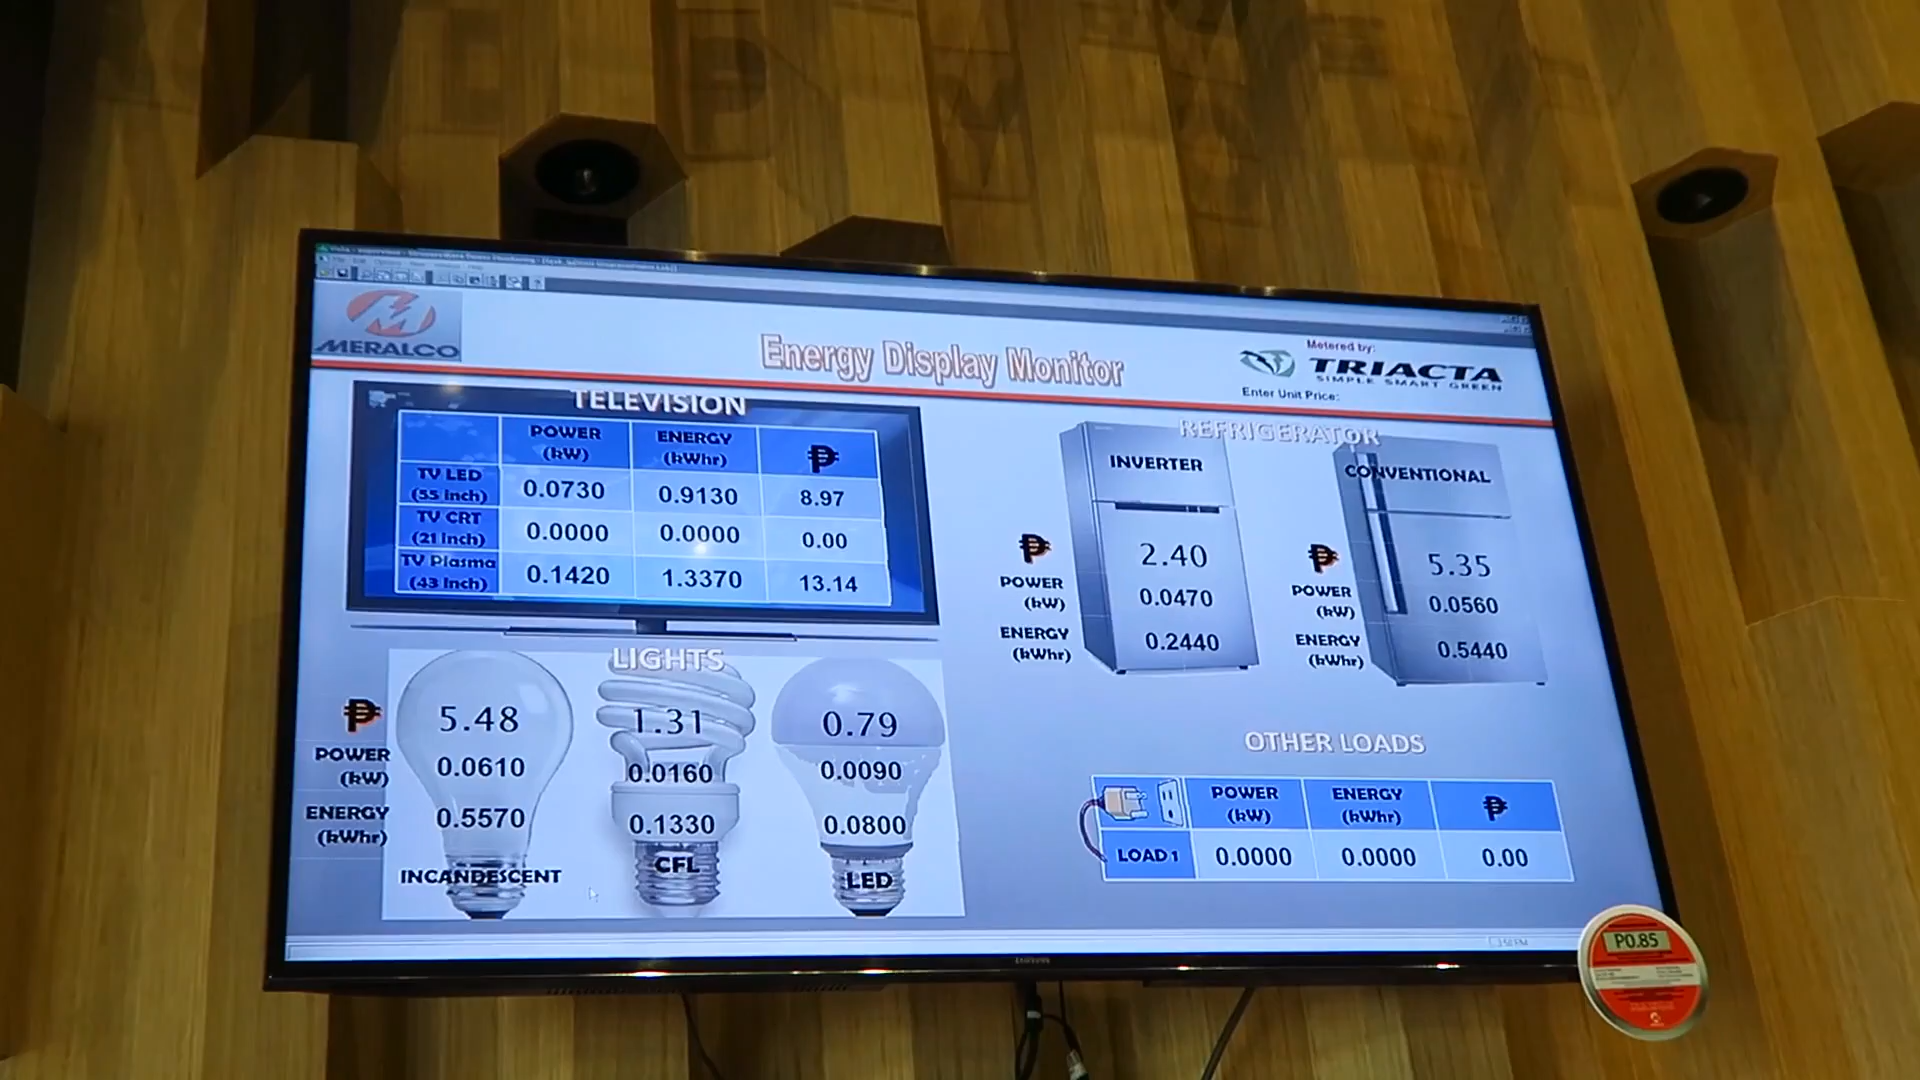 MERALCO
Energy Display Monitor
Metered by:
TRIACTA
SIMPLE SMART GREEN
Enter Unit Price:
TELEVISION
POWER (kW) ENERGY (kWhr) ₱
TV LED (55 Inch) 0.0730 0.9130 8.97
TV CRT (21 Inch) 0.0000 0.0000 0.00
TV Plasma (43 Inch) 0.1420 1.3370 13.14
REFRIGERATOR
INVERTER CONVENTIONAL
₱ 2.40 ₱ 5.35
POWER (kW) 0.0470 POWER (kW) 0.0560
ENERGY (kWhr) 0.2440 ENERGY (kWhr) 0.5440
LIGHTS
₱ 5.48 1.31 0.79
POWER (kW) 0.0610 0.0160 0.0090
ENERGY (kWhr) 0.5570 0.1330 0.0800
INCANDESCENT CFL LED
OTHER LOADS
POWER (kW) ENERGY (kWhr) ₱
LOAD 1 0.0000 0.0000 0.00
P0.85
SAMSUNG